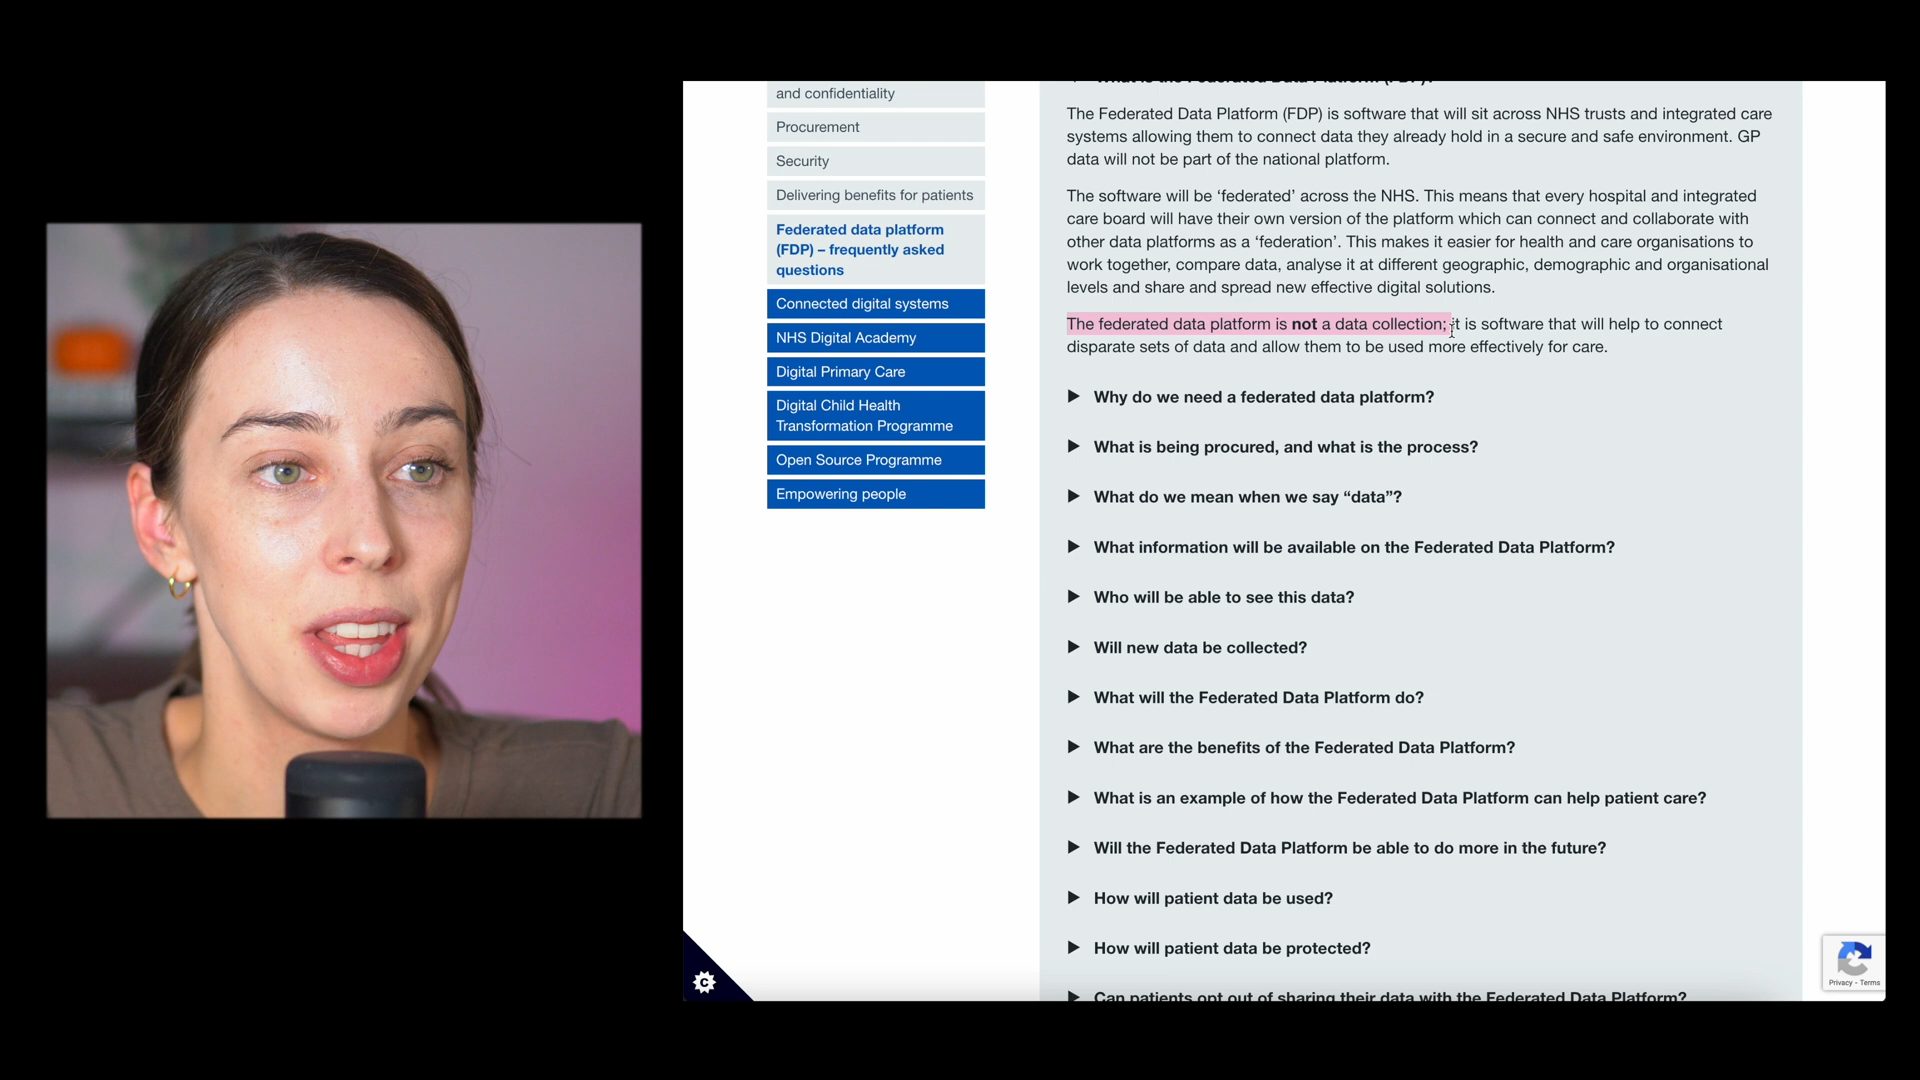 and confidentiality
Procurement
Security
Delivering benefits for patients
Federated data platform
(FDP) – frequently asked
questions
Connected digital systems
NHS Digital Academy
Digital Primary Care
Digital Child Health
Transformation Programme
Open Source Programme
Empowering people
What is the Federated Data Platform (FDP)?
The Federated Data Platform (FDP) is software that will sit across NHS trusts and integrated care
systems allowing them to connect data they already hold in a secure and safe environment. GP
data will not be part of the national platform.
The software will be ‘federated’ across the NHS. This means that every hospital and integrated
care board will have their own version of the platform which can connect and collaborate with
other data platforms as a ‘federation’. This makes it easier for health and care organisations to
work together, compare data, analyse it at different geographic, demographic and organisational
levels and share and spread new effective digital solutions.
The federated data platform is not a data collection; it is software that will help to connect
disparate sets of data and allow them to be used more effectively for care.
Why do we need a federated data platform?
What is being procured, and what is the process?
What do we mean when we say “data”?
What information will be available on the Federated Data Platform?
Who will be able to see this data?
Will new data be collected?
What will the Federated Data Platform do?
What are the benefits of the Federated Data Platform?
What is an example of how the Federated Data Platform can help patient care?
Will the Federated Data Platform be able to do more in the future?
How will patient data be used?
How will patient data be protected?
Can patients opt out of sharing their data with the Federated Data Platform?
Privacy - Terms